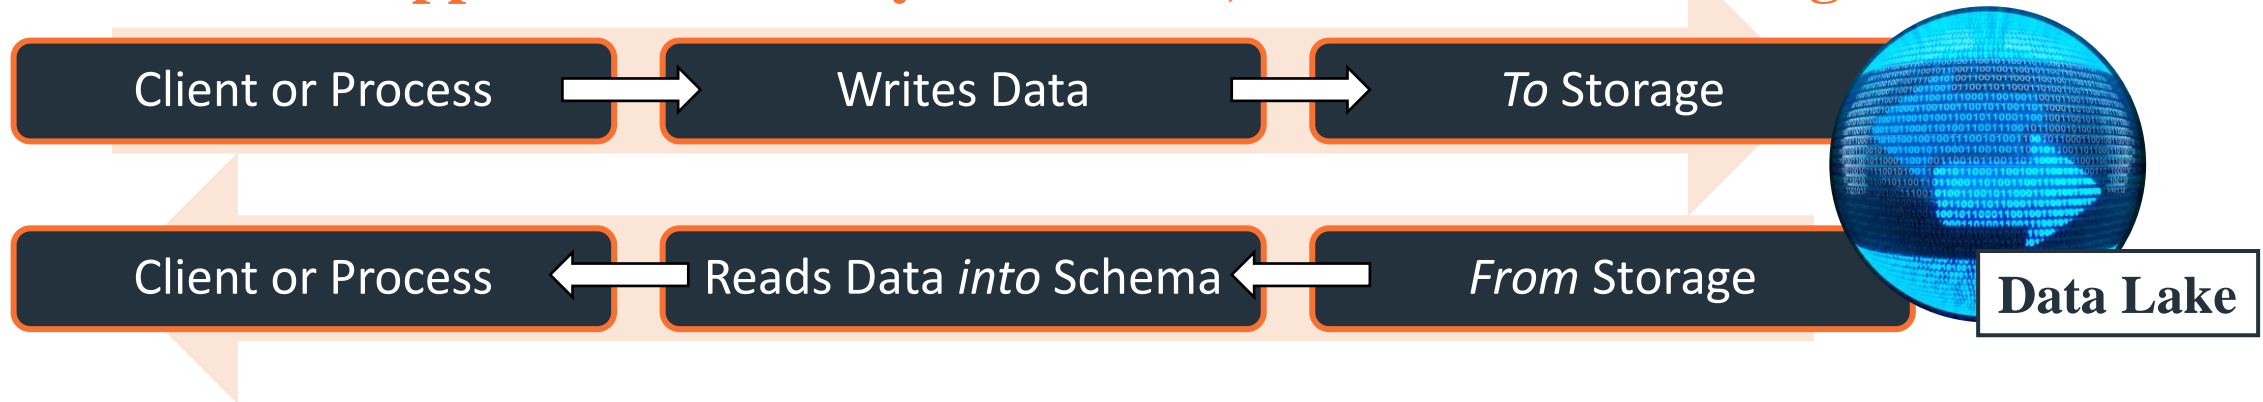 Client or Process
Writes Data
To Storage
Client or Process
Reads Data into Schema
From Storage
Data Lake